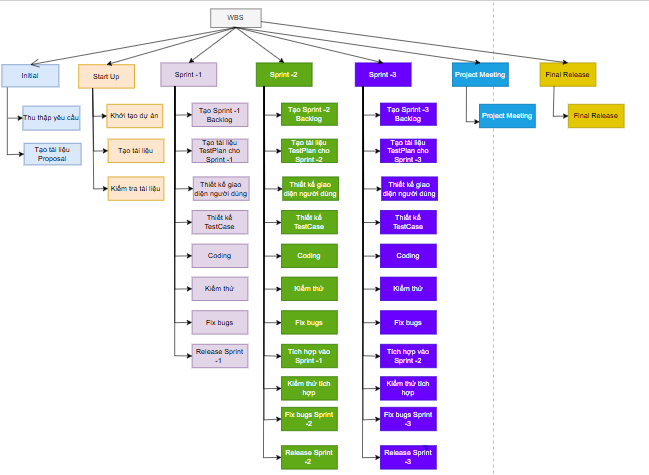 WBS
Initial
Start Up
Sprint -1
Sprint -2
Sprint -3
Project Meeting
Final Release
Thu thập yêu cầu
Tạo tài liệu
Proposal
Khởi tạo dự án
Tạo tài liệu
Kiểm tra tài liệu
Tạo Sprint -1
Backlog
Tạo tài liệu
TestPlan cho
Sprint -1
Thiết kế giao
diện người dùng
Thiết kế
TestCase
Coding
Kiểm thử
Fix bugs
Release Sprint
-1
Tạo Sprint -2
Backlog
Tạo tài liệu
TestPlan cho
Sprint -2
Thiết kế giao
diện người dùng
Thiết kế
TestCase
Coding
Kiểm thử
Fix bugs
Tích hợp vào
Sprint -1
Kiểm thử tích
hợp
Fix bugs Sprint
-2
Release Sprint
-2
Tạo Sprint -3
Backlog
Tạo tài liệu
TestPlan cho
Sprint -3
Thiết kế giao
diện người dùng
Thiết kế
TestCase
Coding
Kiểm thử
Fix bugs
Tích hợp vào
Sprint -2
Kiểm thử tích
hợp
Fix bugs Sprint
-3
Release Sprint
-3
Project Meeting
Final Release